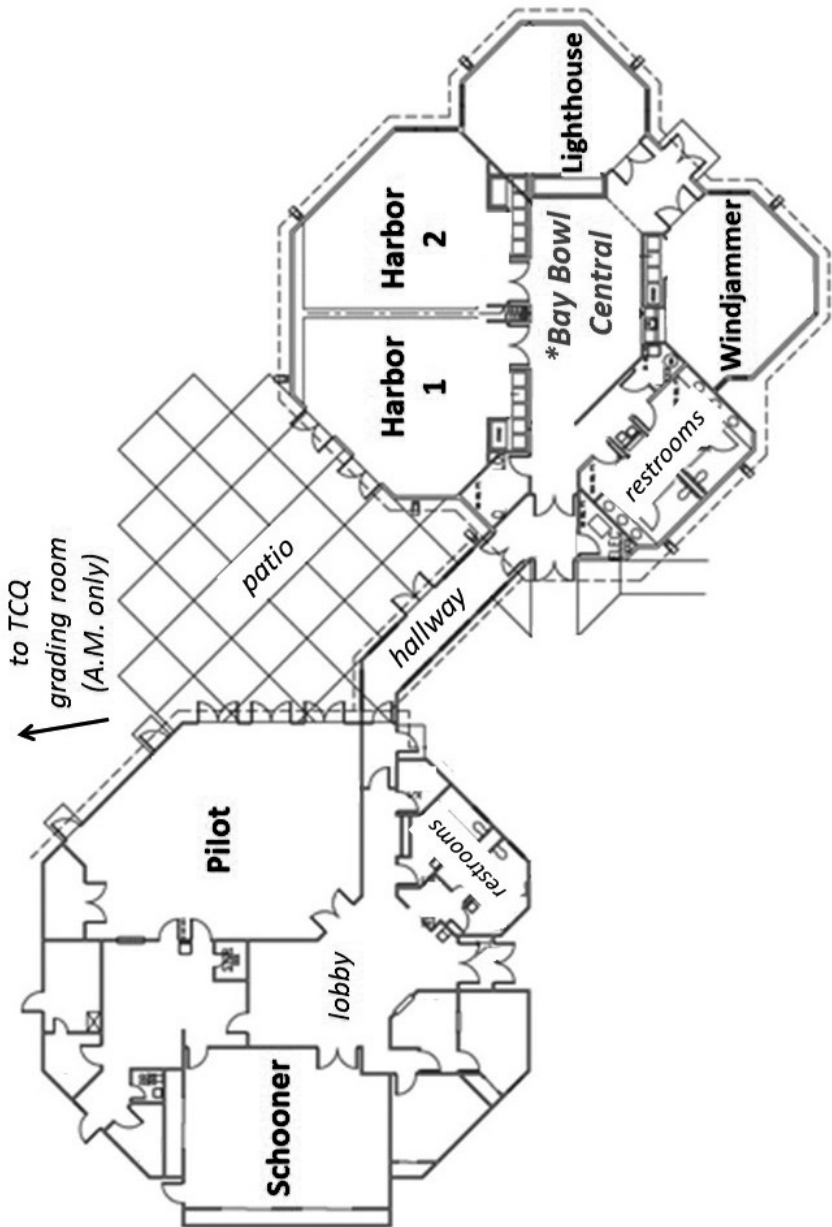 to TCQ
grading room
(A.M. only)
patio
hallway
Pilot
restrooms
lobby
Schooner
Harbor
1
Harbor
2
Lighthouse
*Bay Bowl
Central
Windjammer
restrooms
ELEC